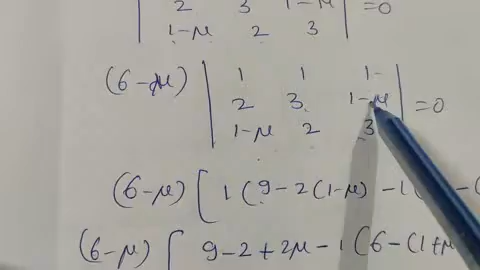 2 3 1-μ =0
1-μ 2 3
1 1 1
(6-μ) 2 3 1-μ =0
1-μ 2 3
(6-μ) [ 1 (9-2(1-μ) -1(
(6-μ) [ 9-2+2μ-1(6-(1+μ